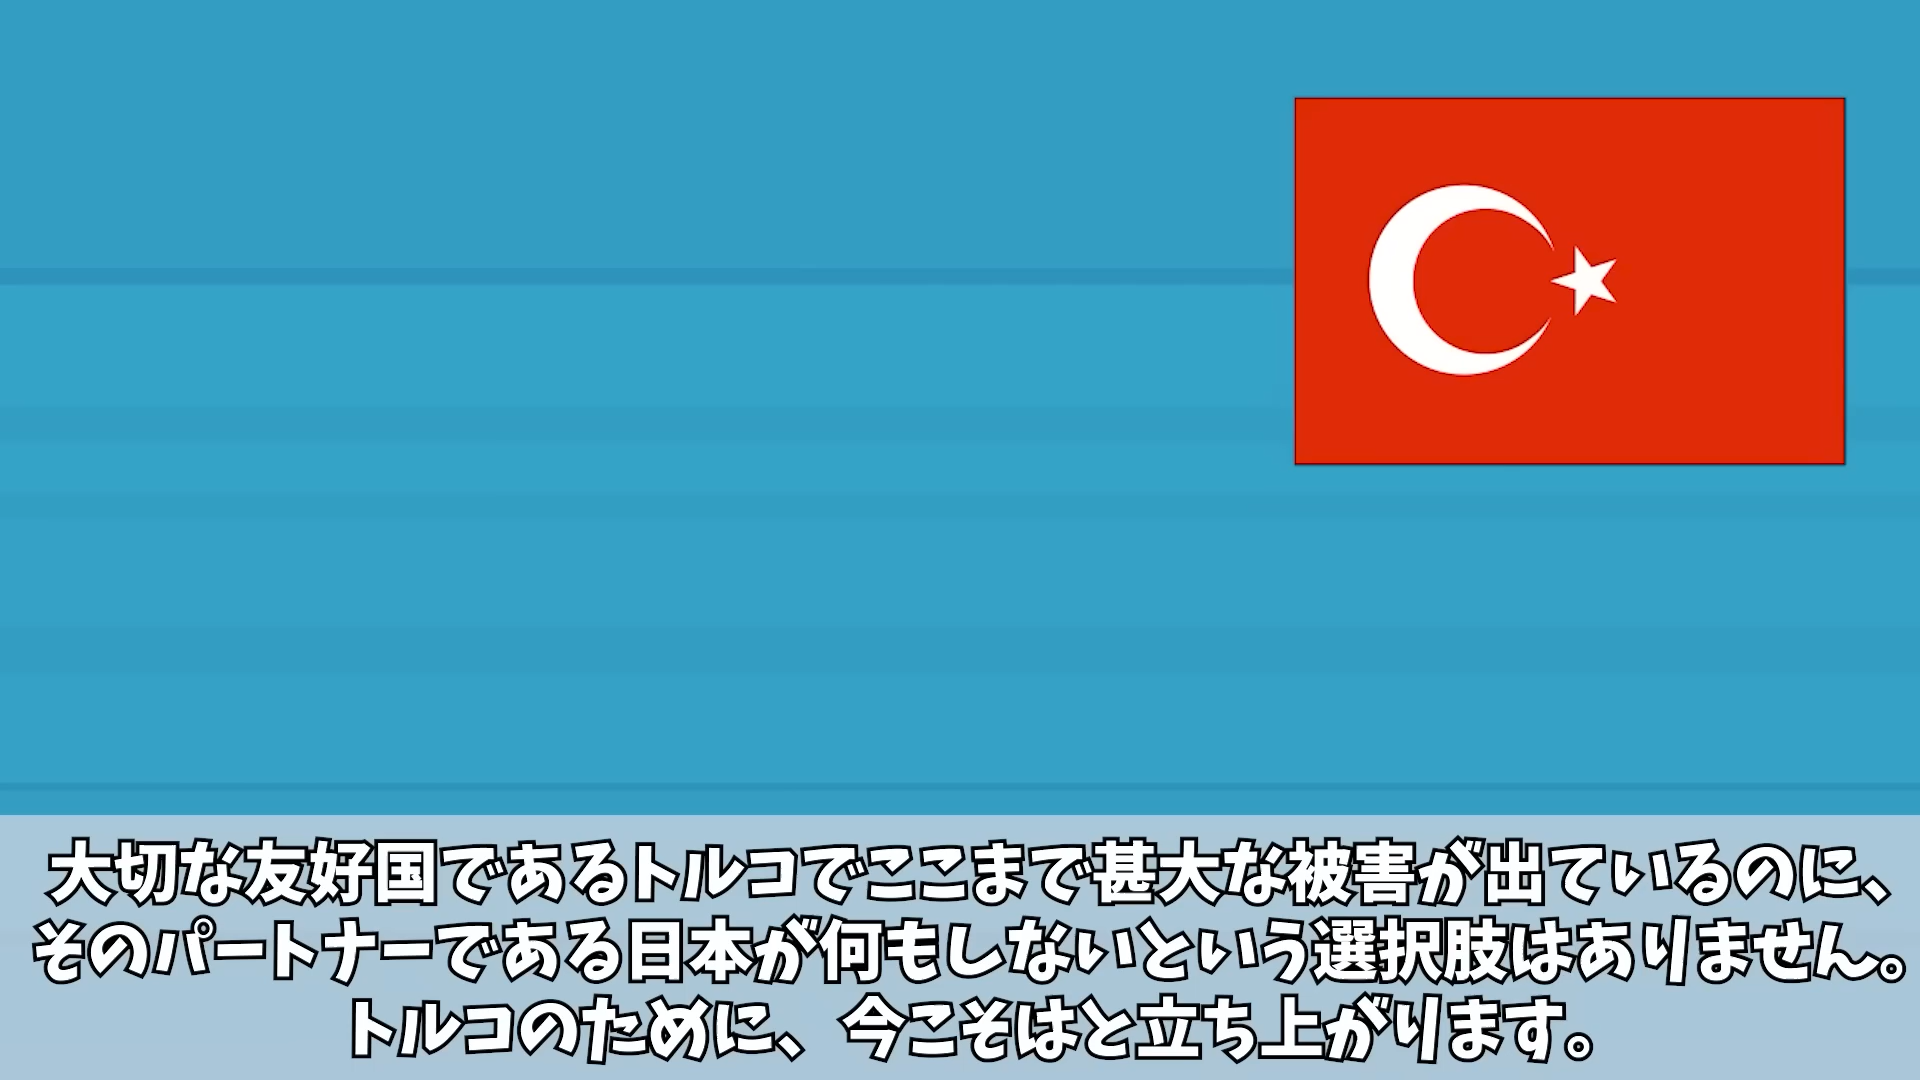 大切な友好国であるトルコでここまで甚大な被害が出ているのに、
そのパートナーである日本が何もしないという選択肢はありません。
トルコのために、今こそはと立ち上がります。